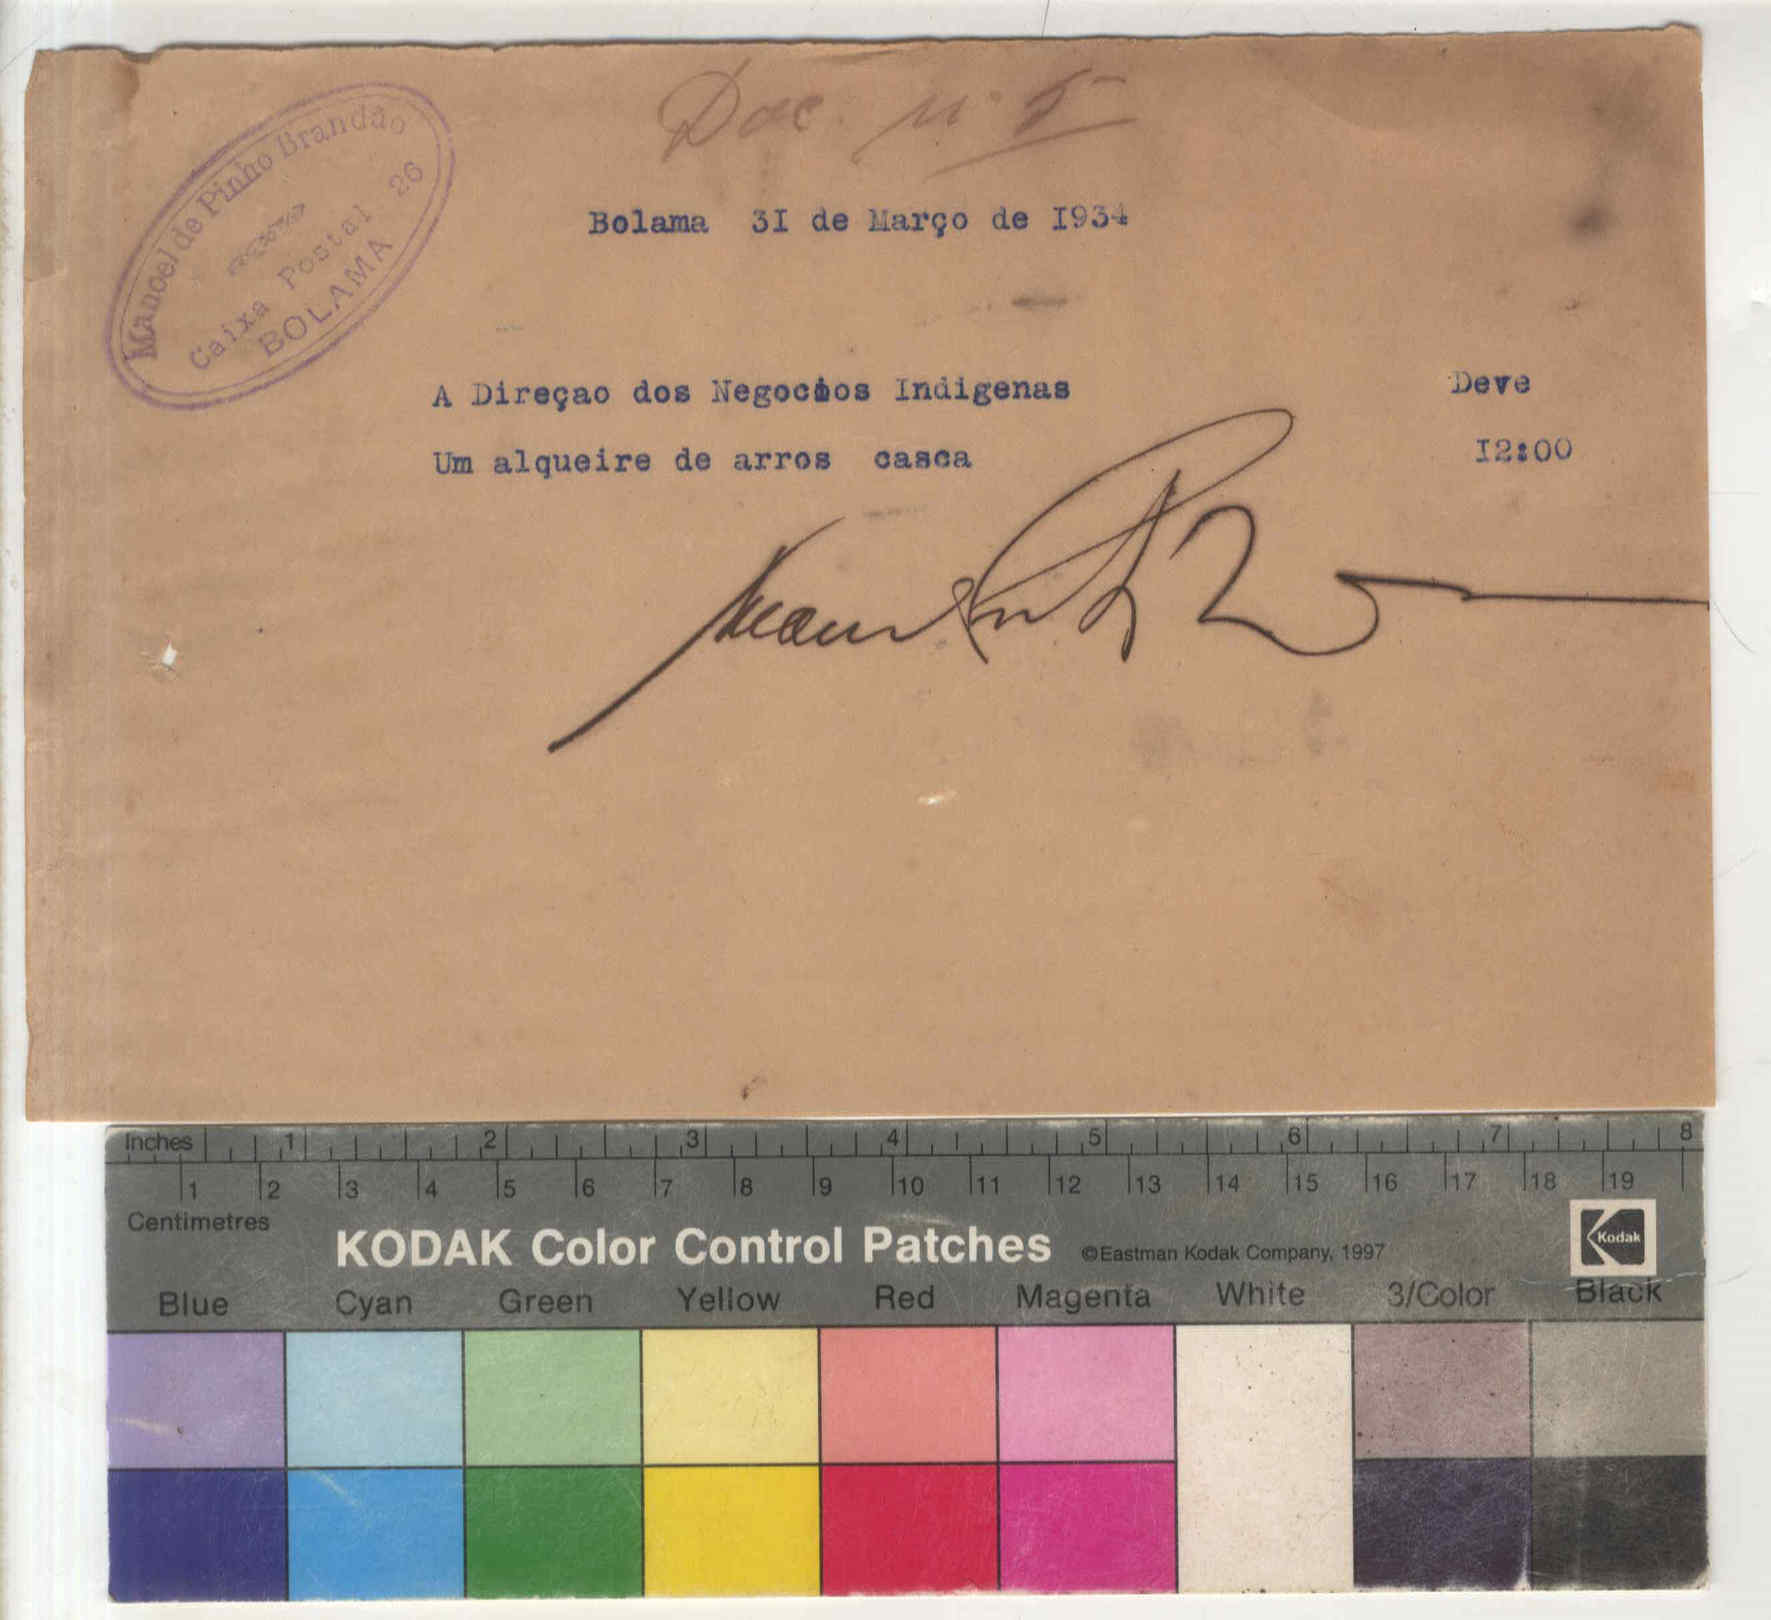 Doc. nº 5
Manoel de Pinho Brandão
Caixa Postal 26
BOLAMA
Bolama 3I de Março de I934
A Direçao dos Negocios Indigenas Deve
Um alqueire de arros casca I2:00
Inches 1 2 3 4 5 6 7 8
1 2 3 4 5 6 7 8 9 10 11 12 13 14 15 16 17 18 19
Centimetres
KODAK Color Control Patches ©Eastman Kodak Company, 1997 Kodak
Blue Cyan Green Yellow Red Magenta White 3/Color Black